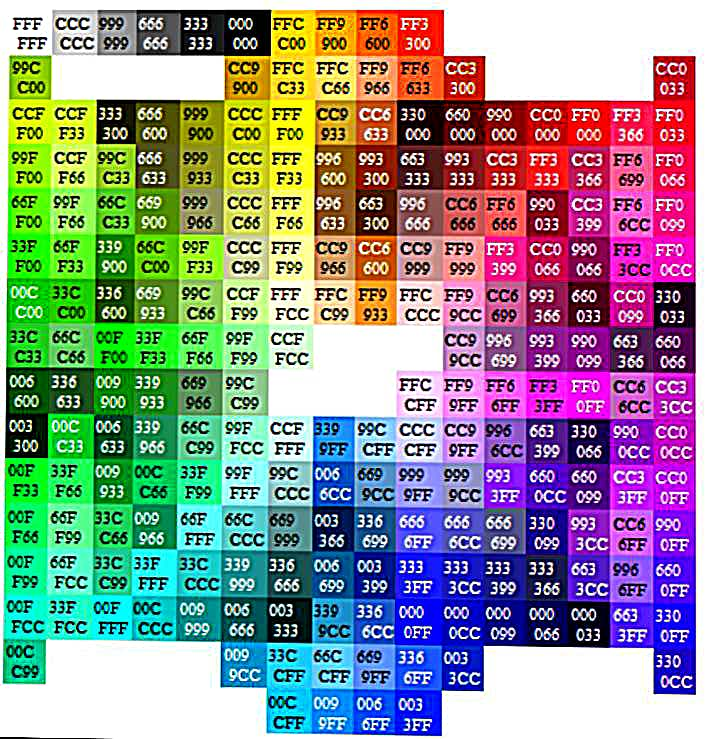 FFF CCC 999 666 333 000 FFC FF9 FF6 FF3
FFF CCC 999 666 333 000 C00 900 600 300
99C CC9 FFC FFC FF9 FF6 CC3 CC0
C00 900 C33 C66 966 633 300 033
CCF CCF 333 666 999 CCC FFF CC9 CC6 330 660 990 CC0 FF0 FF3 FF0
F00 F33 300 600 900 C00 F00 933 633 000 000 000 000 000 366 033
99F CCF 99C 666 999 CCC FFF 996 993 663 993 CC3 FF3 CC3 FF6 FF0
F00 F66 C33 633 933 C33 F33 600 300 333 333 333 333 366 699 066
66F 99F 66C 669 999 CCC FFF 996 663 996 CC6 FF6 990 CC3 FF6 FF0
F00 F66 C33 900 966 C66 F66 633 300 666 666 666 033 399 6CC 099
33F 66F 339 66C 99F CCC FFF CC9 CC6 CC9 FF9 FF3 CC0 990 FF3 FF0
F00 F33 900 C00 F33 C99 F99 966 600 999 999 399 066 066 3CC 0CC
00C 33C 336 669 99C CCF FFF FFC FF9 FFC FF9 CC6 993 660 CC0 330
C00 C00 600 933 C66 F99 FCC C99 933 CCC 9CC 699 366 033 099 033
33C 66C 00F 33F 66F 99F CCF CC9 996 993 990 663 660
C33 C66 F00 F33 F66 F99 FCC 9CC 699 399 099 366 066
006 336 009 339 669 99C FFC FF9 FF6 FF3 FF0 CC6 CC3
600 633 900 933 966 C99 CFF 9FF 6FF 3FF 0FF 6CC 3CC
003 00C 006 339 66C 99F CCF 339 99C CCC CC9 996 663 330 990 CC0
300 C33 633 966 C99 FCC FFF 9FF CFF CFF 9FF 6CC 399 066 0CC 0CC
00F 33F 009 00C 33F 99F 99C 006 669 999 999 993 660 660 CC3 CC0
F33 F66 933 C66 F99 FFF CCC 6CC 9CC 9FF 9CC 3FF 0CC 099 3FF 0FF
00F 66F 33C 009 66F 66C 669 003 336 666 666 666 330 993 CC6 990
F66 F99 C66 966 FFF CCC 999 366 699 6FF 6CC 699 099 3CC 6FF 0FF
00F 66F 33C 33F 33C 339 336 006 003 333 333 333 333 663 996 660
F99 FCC C99 FFF CCC 999 666 699 399 3FF 3CC 399 366 3CC 6FF 0FF
00F 33F 00F 00C 009 006 003 339 336 000 000 000 000 000 663 330
FCC FCC FFF CCC 999 666 333 9CC 6CC 0FF 0CC 099 066 033 3FF 0FF
00C 009 33C 66C 669 336 003 330
C99 9CC CFF CFF 9FF 6FF 3CC 0CC
00C 009 006 003
CFF 9FF 6FF 3FF